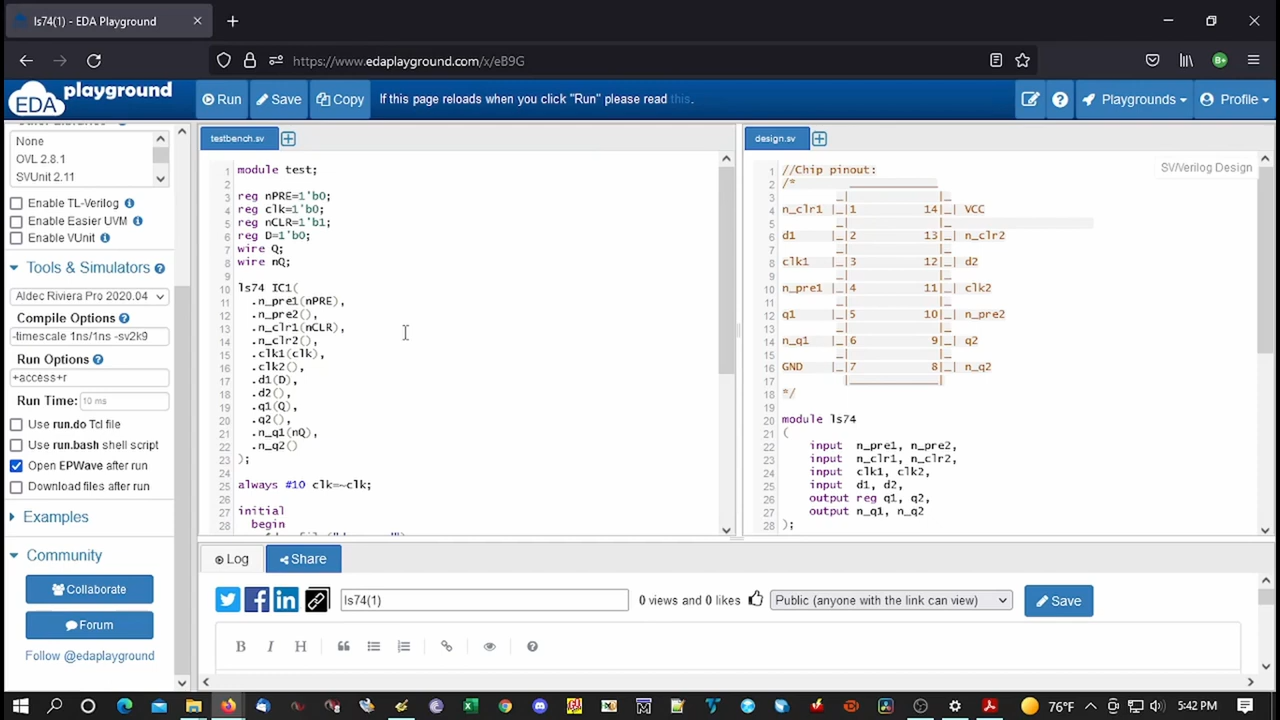 ls74(1) - EDA Playground
https://www.edaplayground.com/x/eB9G
EDA playground
Run
Save
Copy
If this page reloads when you click "Run" please read this.
Playgrounds
Profile
None
OVL 2.8.1
SVUnit 2.11
Enable TL-Verilog
Enable Easier UVM
Enable VUnit
Tools & Simulators
Aldec Riviera Pro 2020.04
Compile Options
-timescale 1ns/1ns -sv2k9
Run Options
+access+r
Run Time: 10 ms
Use run.do Tcl file
Use run.bash shell script
Open EPWave after run
Download files after run
Examples
Community
Collaborate
Forum
Follow @edaplayground
testbench.sv
1 module test;
2
3 reg nPRE=1'b0;
4 reg clk=1'b0;
5 reg nCLR=1'b1;
6 reg D=1'b0;
7 wire Q;
8 wire nQ;
9
10 ls74 IC1(
11 .n_pre1(nPRE),
12 .n_pre2(),
13 .n_clr1(nCLR),
14 .n_clr2(),
15 .clk1(clk),
16 .clk2(),
17 .d1(D),
18 .d2(),
19 .q1(Q),
20 .q2(),
21 .n_q1(nQ),
22 .n_q2()
23 );
24
25 always #10 clk=~clk;
26
27 initial
28 begin
design.sv
SV/Verilog Design
1 //Chip pinout:
2 /* _____________
3 _| |_
4 n_clr1 |_|1 14|_| VCC
5 _| |_
6 d1 |_|2 13|_| n_clr2
7 _| |_
8 clk1 |_|3 12|_| d2
9 _| |_
10 n_pre1 |_|4 11|_| clk2
11 _| |_
12 q1 |_|5 10|_| n_pre2
13 _| |_
14 n_q1 |_|6 9|_| q2
15 _| |_
16 GND |_|7 8|_| n_q2
17 |_____________|
18 */
19
20 module ls74
21 (
22 input n_pre1, n_pre2,
23 input n_clr1, n_clr2,
24 input clk1, clk2,
25 input d1, d2,
26 output reg q1, q2,
27 output n_q1, n_q2
28 );
Log
Share
ls74(1)
0 views and 0 likes
Public (anyone with the link can view)
Save
B I H
76°F
5:42 PM